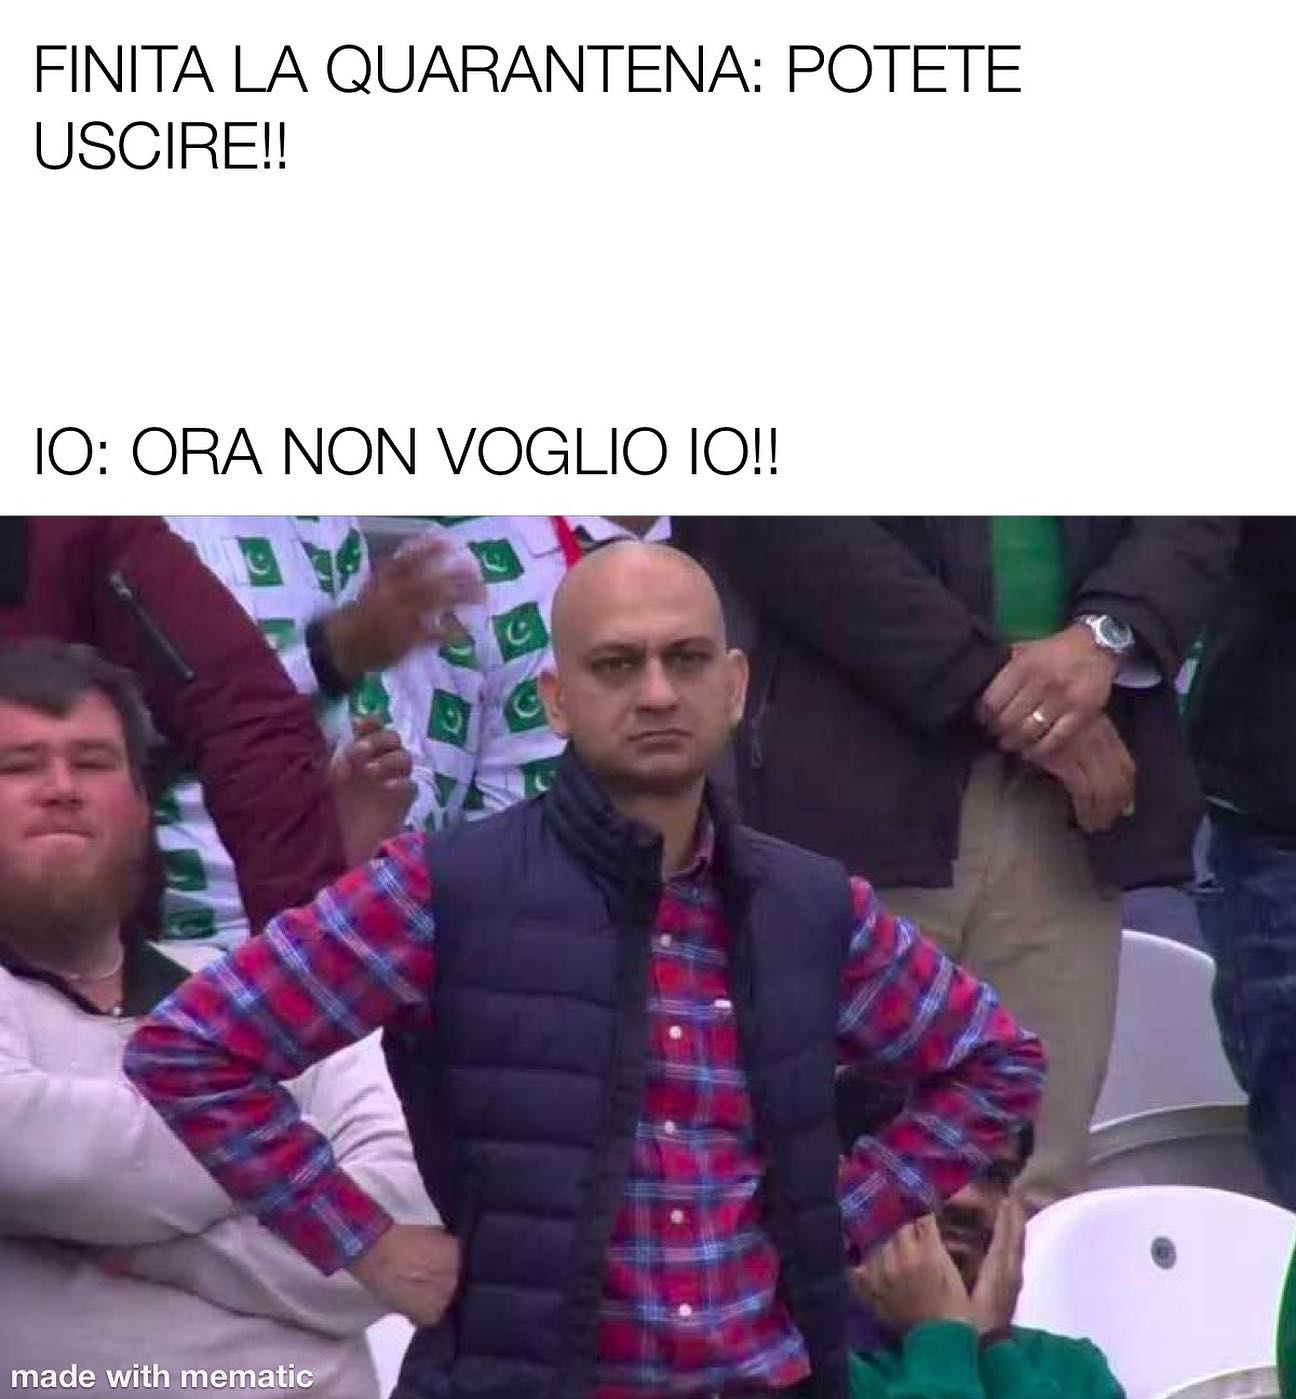 FINITA LA QUARANTENA: POTETE
USCIRE!!
IO: ORA NON VOGLIO IO!!
made with mematic